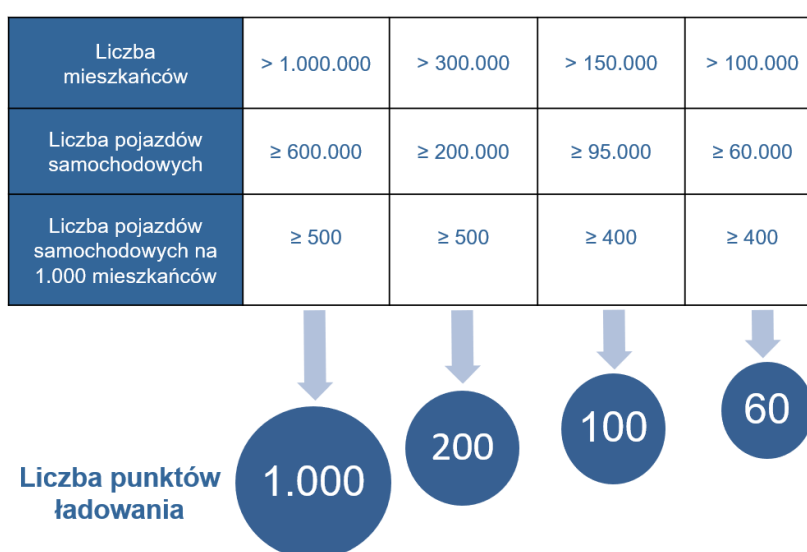 Liczba
mieszkańców
> 1.000.000
> 300.000
> 150.000
> 100.000
Liczba pojazdów
samochodowych
≥ 600.000
≥ 200.000
≥ 95.000
≥ 60.000
Liczba pojazdów
samochodowych na
1.000 mieszkańców
≥ 500
≥ 500
≥ 400
≥ 400
Liczba punktów
ładowania
1.000
200
100
60